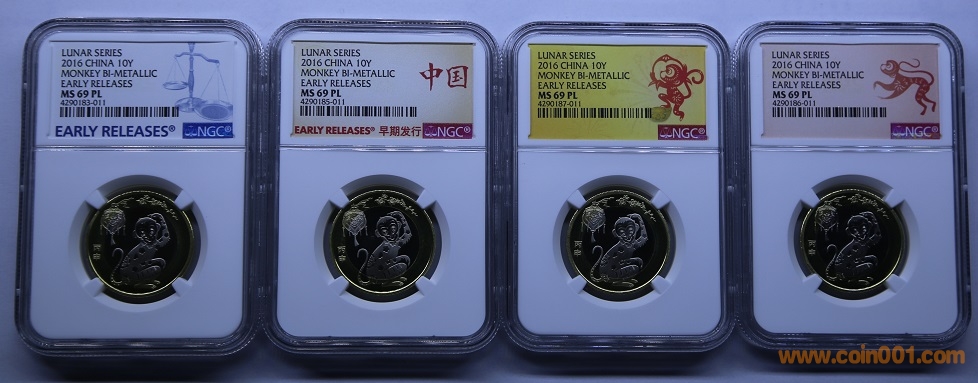 LUNAR SERIES
2016 CHINA 10Y
MONKEY BI-METALLIC
EARLY RELEASES
MS 69 PL
4290183-011
EARLY RELEASES® NGC®
LUNAR SERIES
2016 CHINA 10Y
MONKEY BI-METALLIC
EARLY RELEASES
MS 69 PL
4290185-011
中国
EARLY RELEASES® 早期发行 NGC®
LUNAR SERIES
2016 CHINA 10Y
MONKEY BI-METALLIC
EARLY RELEASES
MS 69 PL
4290187-011
NGC®
LUNAR SERIES
2016 CHINA 10Y
MONKEY BI-METALLIC
EARLY RELEASES
MS 69 PL
4290186-011
NGC®
www.coin001.com